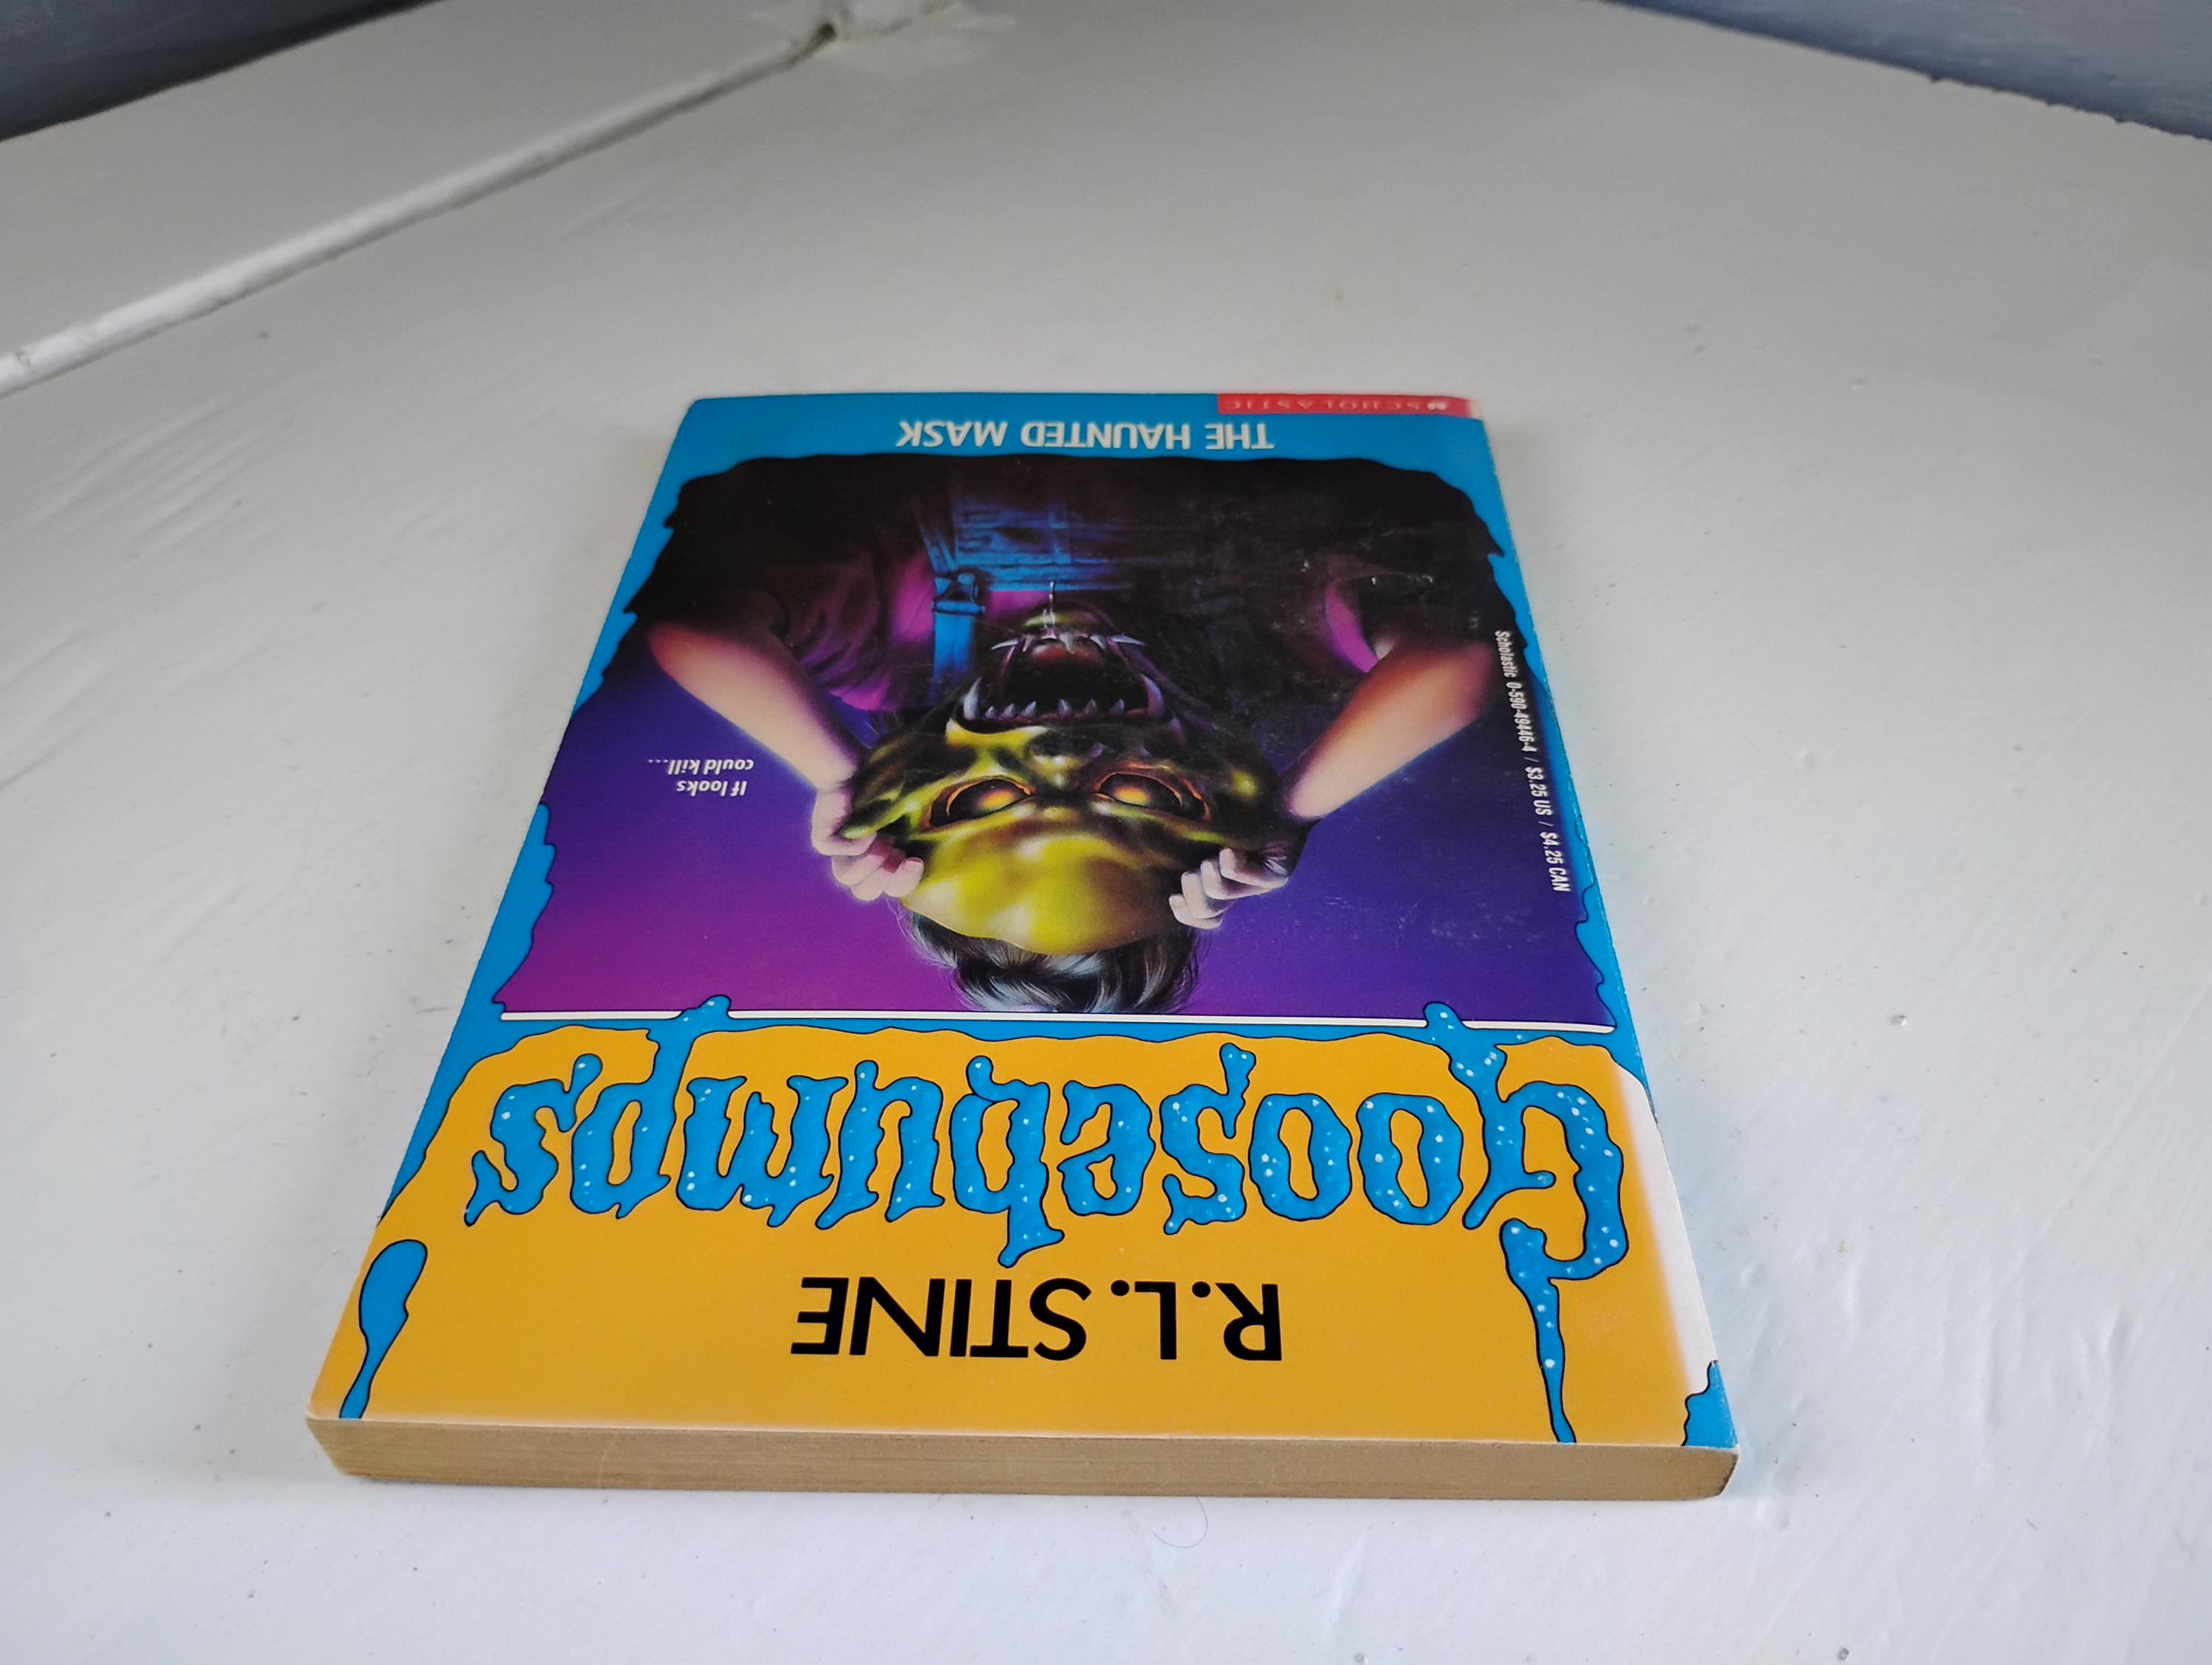 R.L. STINE
Goosebumps
If looks
could kill...
Scholastic 0-590-49446-4 / $3.25 US / $4.25 CAN
THE HAUNTED MASK
SCHOLASTIC